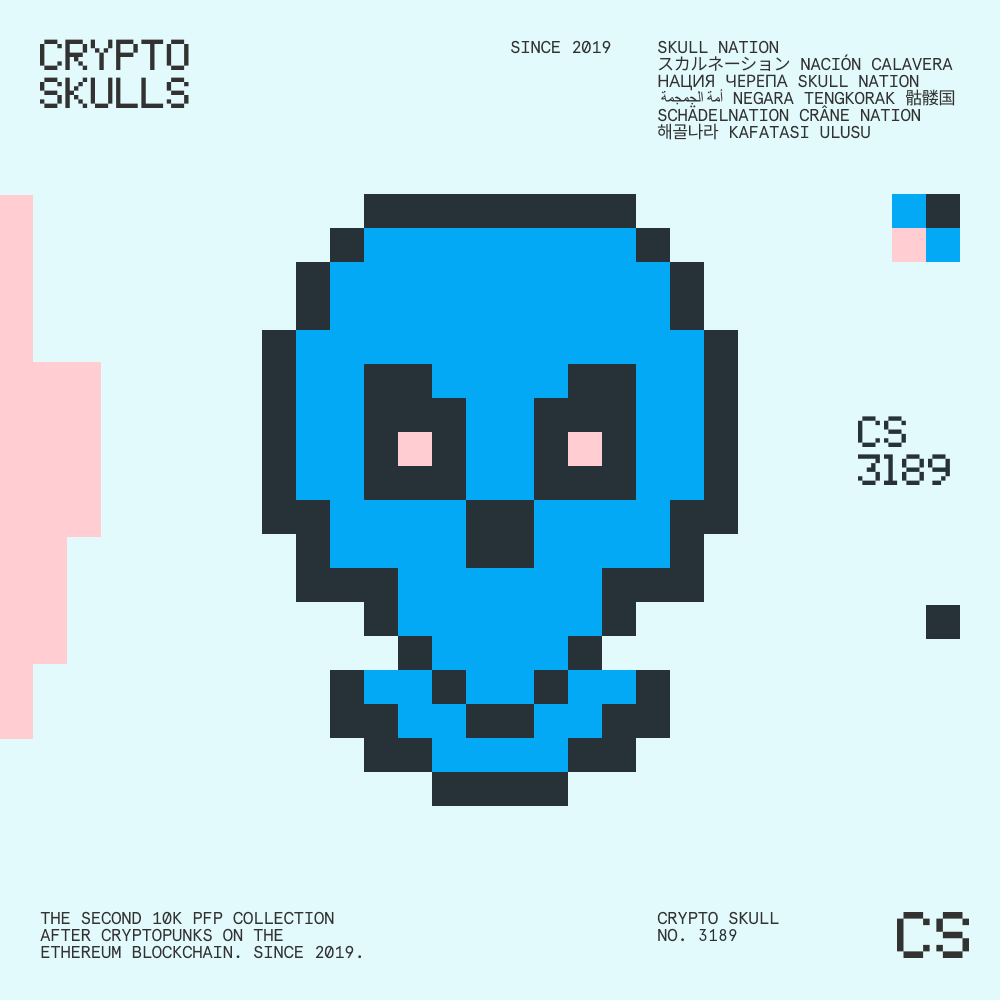 CRYPTO
SKULLS
SINCE 2019
SKULL NATION
スカルネーション NACIÓN CALAVERA
НАЦИЯ ЧЕРЕПА SKULL NATION
أمة الجمجمة NEGARA TENGKORAK 骷髅国
SCHÄDELNATION CRÂNE NATION
해골나라 KAFATASI ULUSU
CS
3189
THE SECOND 10K PFP COLLECTION
AFTER CRYPTOPUNKS ON THE
ETHEREUM BLOCKCHAIN. SINCE 2019.
CRYPTO SKULL
NO. 3189
CS